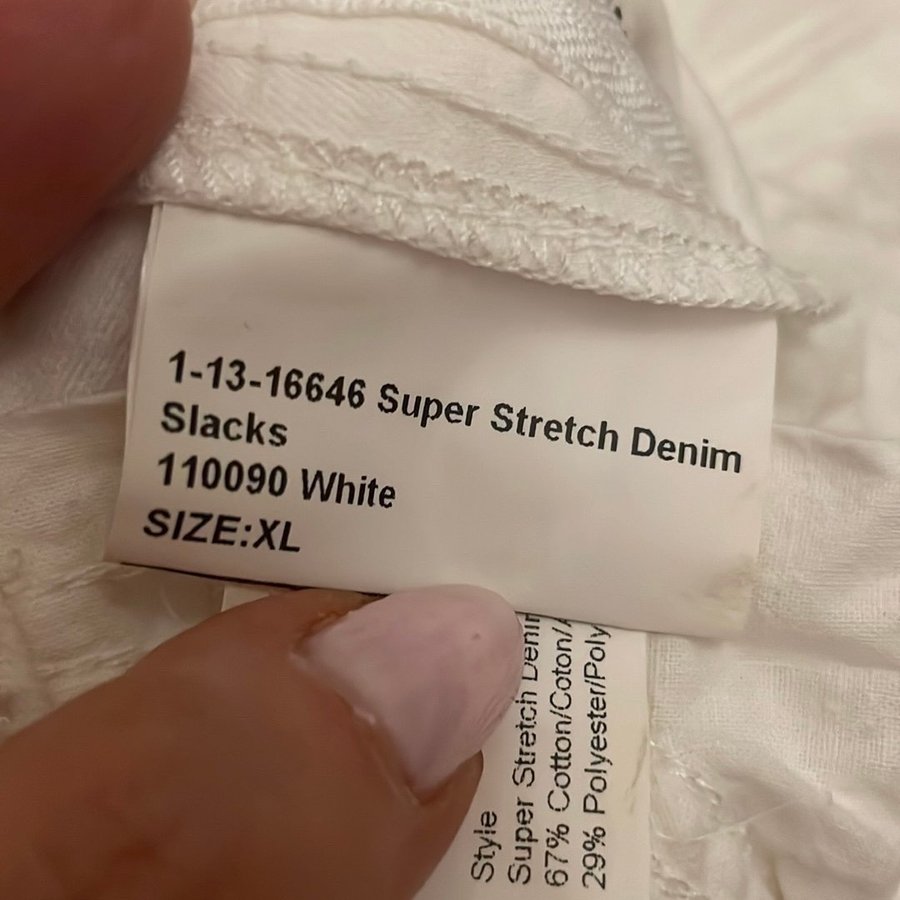 1-13-16646 Super Stretch Denim
Slacks
110090 White
SIZE:XL
Style
Super Stretch
67% Cotton/Coton/
29% Polyester/Poly